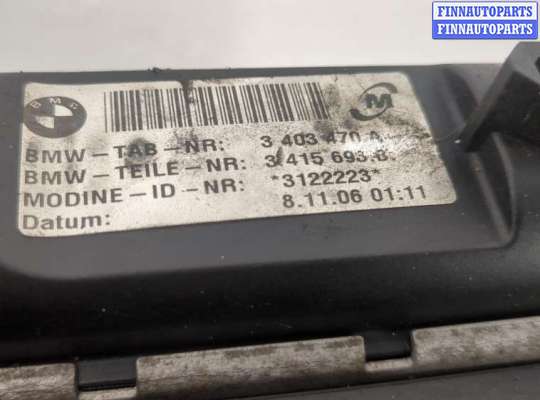 FINNAUTOPARTS
FINNAUTOPARTS
BMW
M
BMW-TAB-NR: 3 403 470 A
BMW-TEILE-NR: 3 415 693 B
MODINE-ID-NR: *3122223*
Datum: 8.11.06 01:11